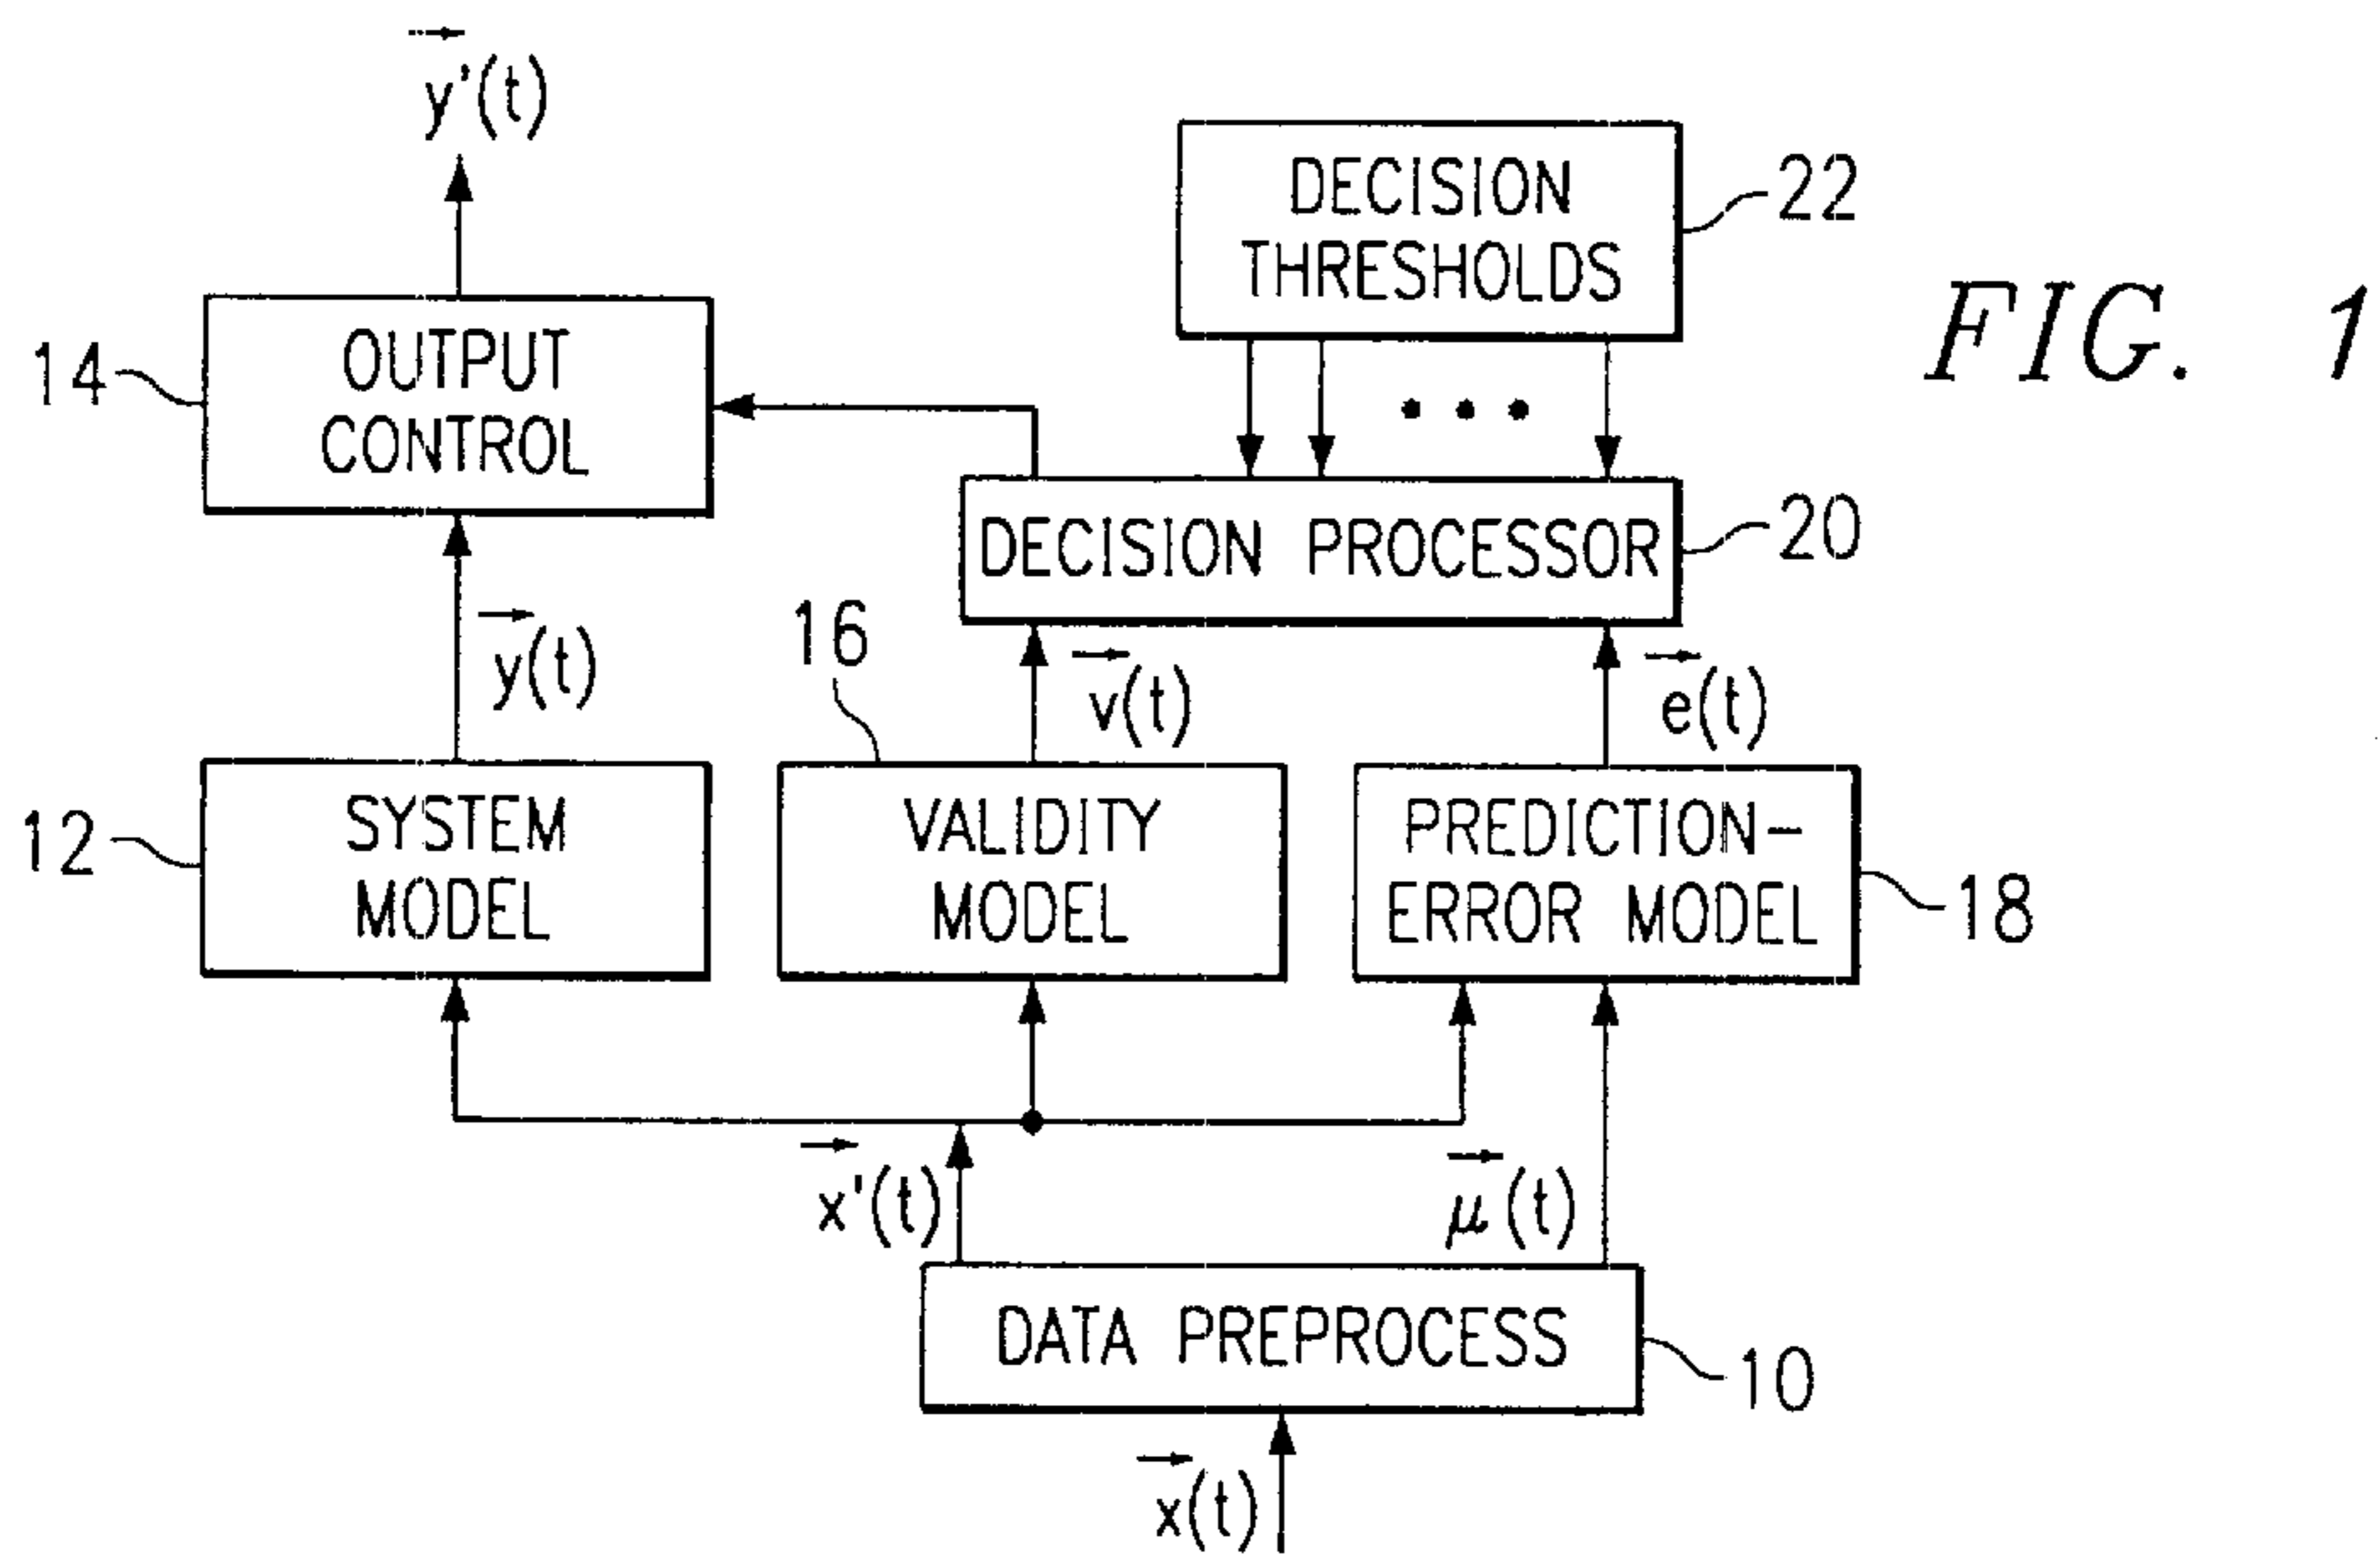 y'(t)
DECISION
THRESHOLDS
22
FIG. 1
14
OUTPUT
CONTROL
DECISION PROCESSOR
20
y(t)
16
v(t)
e(t)
12
SYSTEM
MODEL
VALIDITY
MODEL
PREDICTION-
ERROR MODEL
18
x'(t)
μ(t)
DATA PREPROCESS
10
x(t)